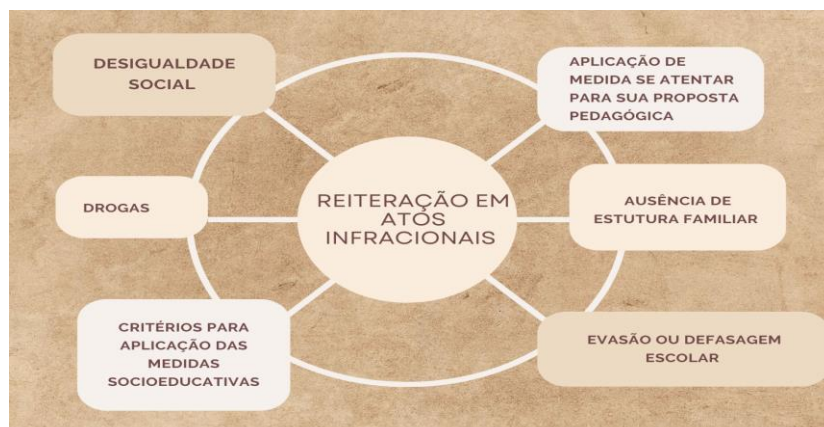 DESIGUALDADE
SOCIAL
APLICAÇÃO DE
MEDIDA SE ATENTAR
PARA SUA PROPOSTA
PEDAGÓGICA
DROGAS
REITERAÇÃO EM
ATOS
INFRACIONAIS
AUSÊNCIA DE
ESTUTURA FAMILIAR
CRITÉRIOS PARA
APLICAÇÃO DAS
MEDIDAS
SOCIOEDUCATIVAS
EVASÃO OU DEFASAGEM
ESCOLAR